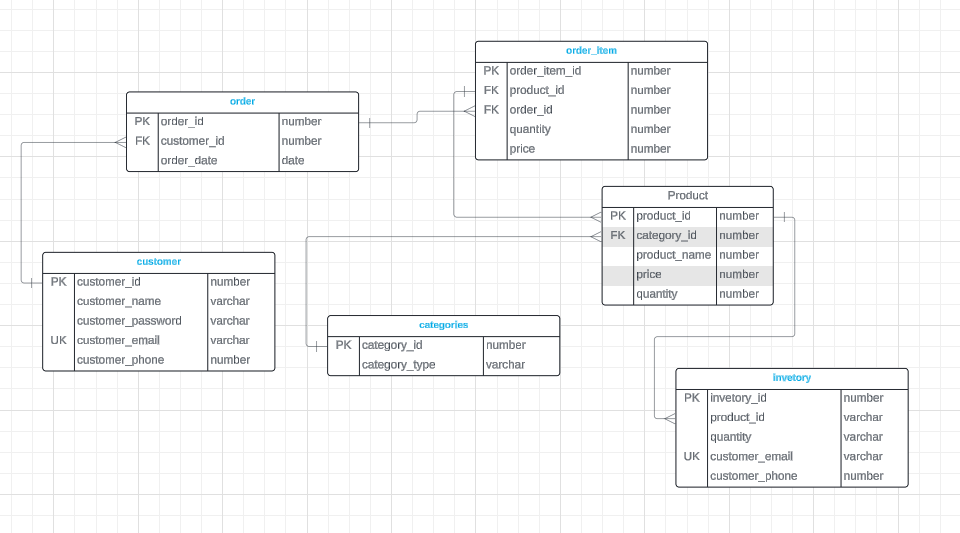 order_item
PK order_item_id number
FK product_id number
FK order_id number
quantity number
price number
order
PK order_id number
FK customer_id number
order_date date
Product
PK product_id number
FK category_id number
product_name number
price number
quantity number
customer
PK customer_id number
customer_name varchar
customer_password varchar
UK customer_email varchar
customer_phone number
categories
PK category_id number
category_type varchar
invetory
PK invetory_id number
product_id varchar
quantity varchar
UK customer_email varchar
customer_phone number